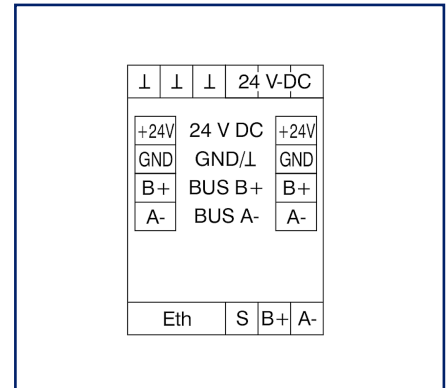 ⊥ ⊥ ⊥ 24 V-DC
+24V 24 V DC +24V
GND GND/⊥ GND
B+ BUS B+ B+
A- BUS A- A-
Eth S B+ A-